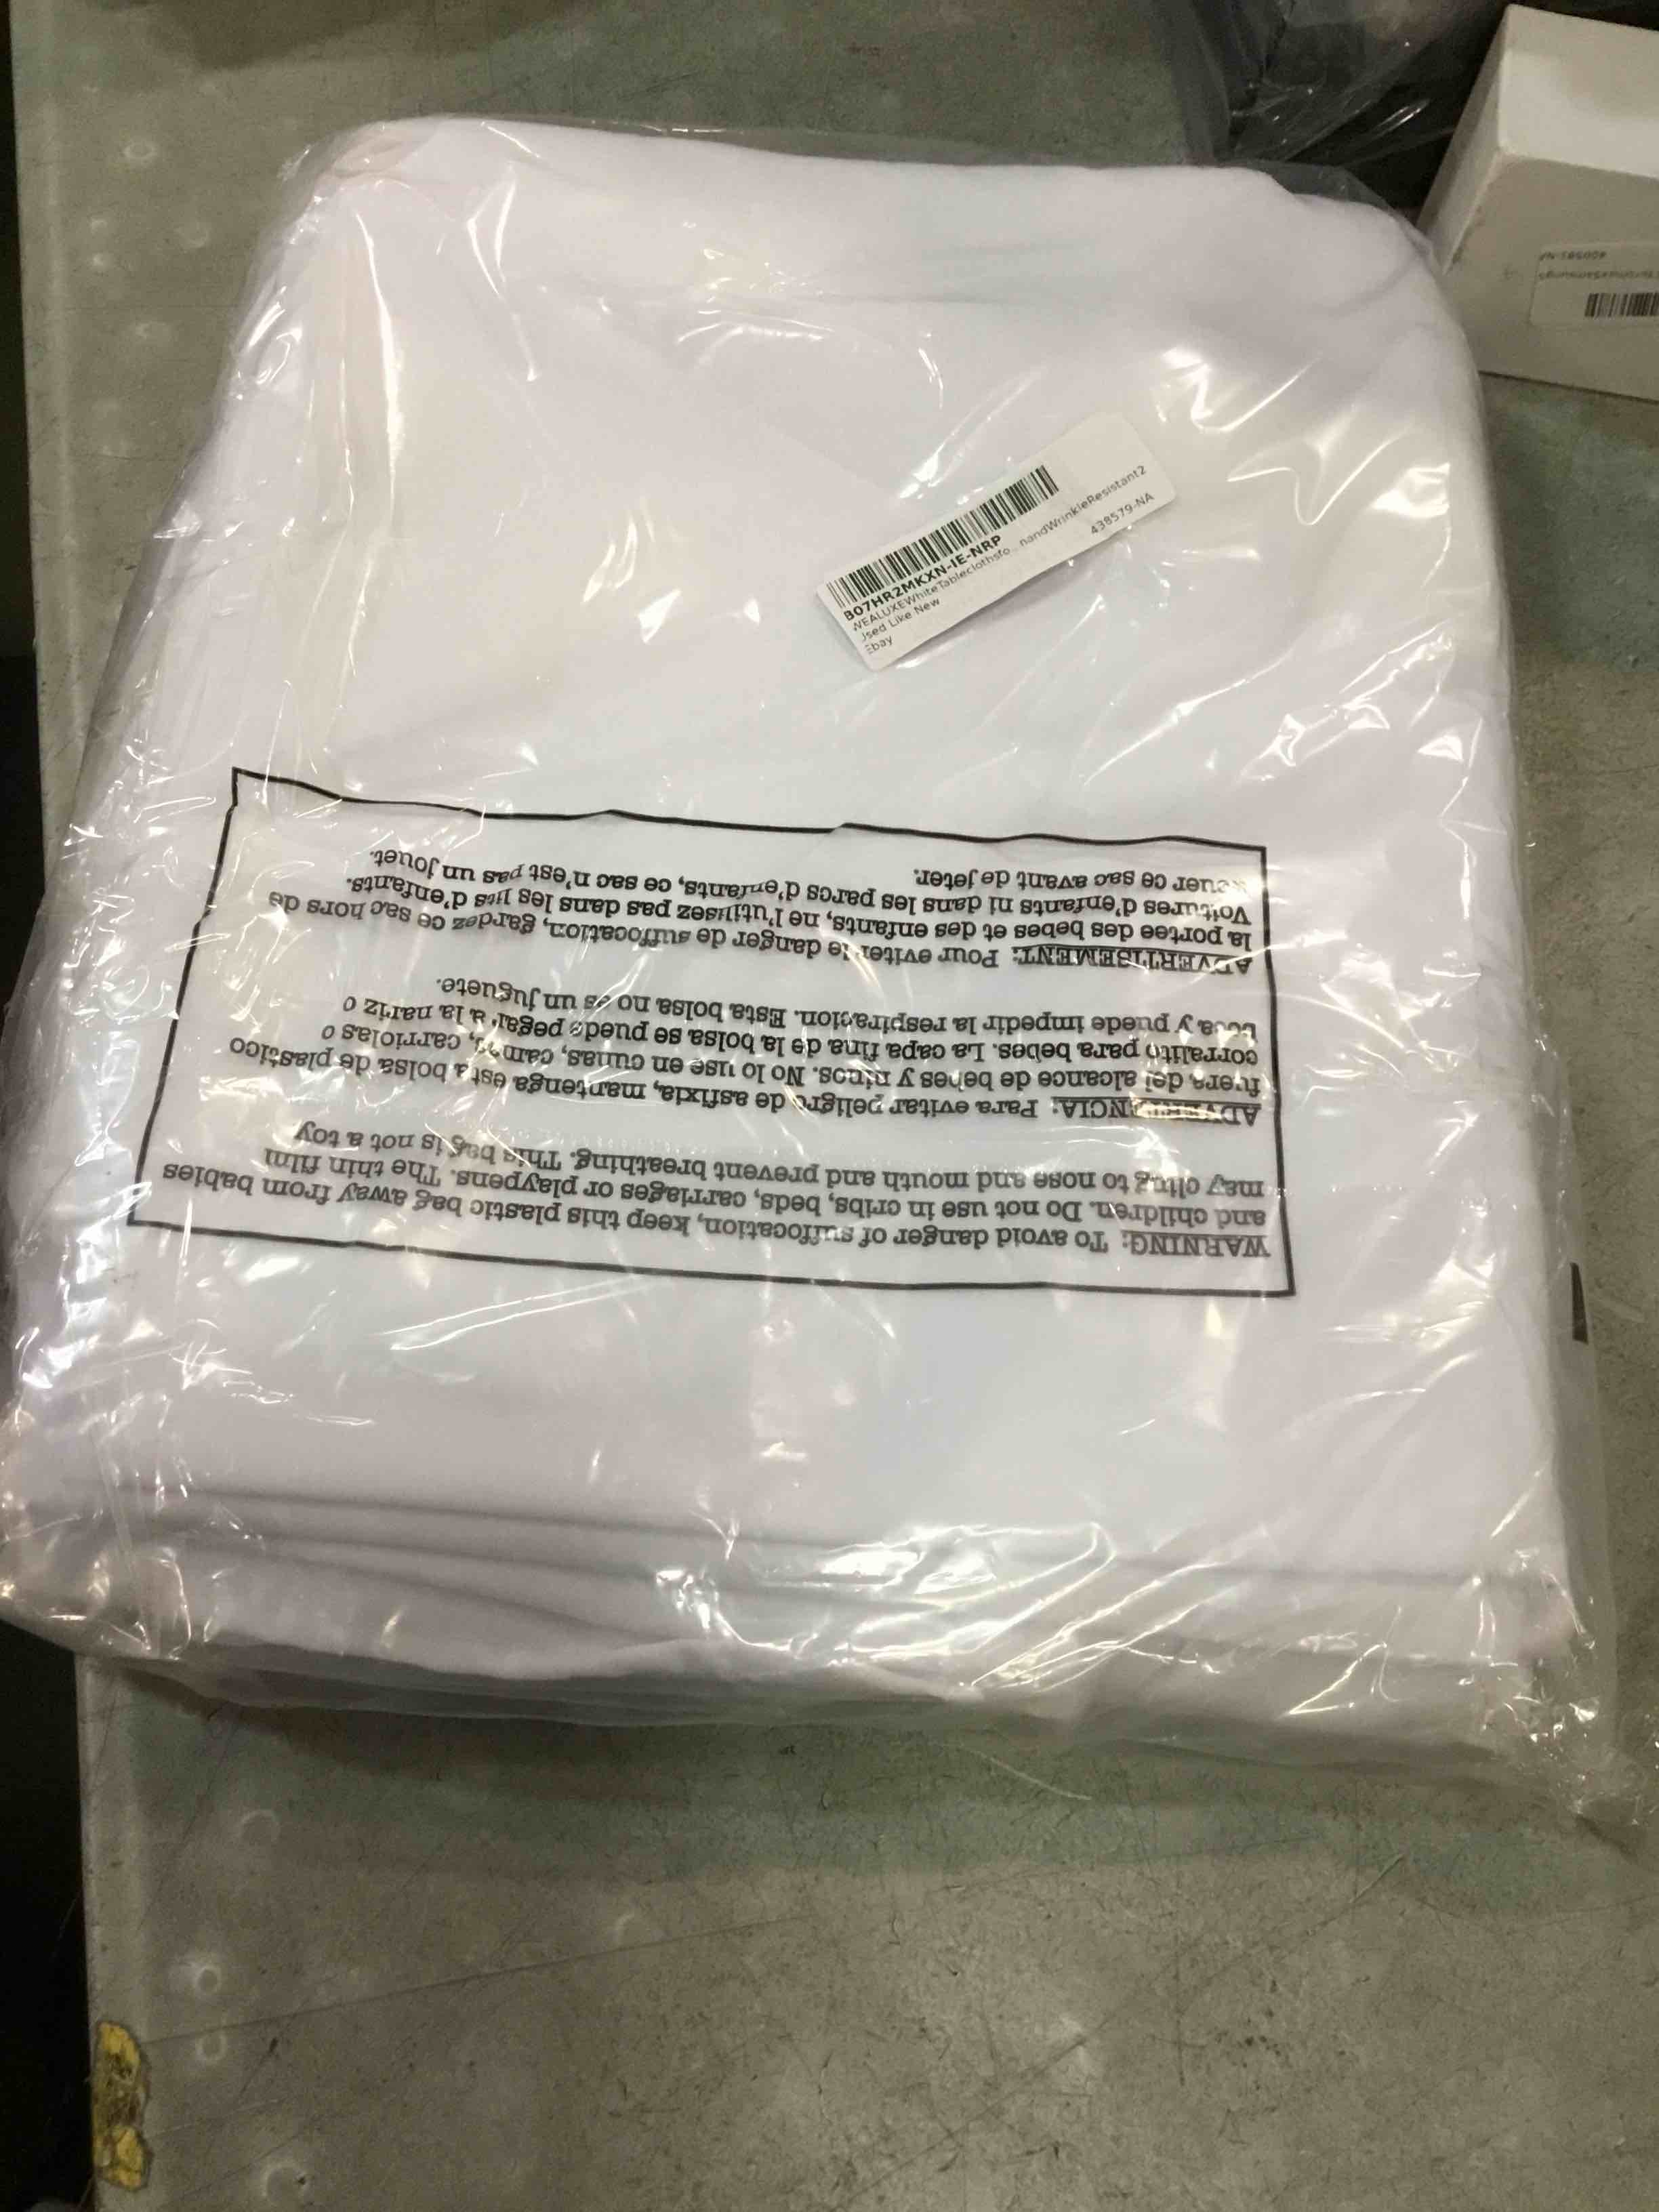 B07HR2MKXN-IE-NRP
WEALUXEWhiteTableclothsfo...nandWrinkleResistant2
Used Like New
Ebay
438579-NA
WARNING: To avoid danger of suffocation, keep this plastic bag away from babies
and children. Do not use in cribs, beds, carriages or playpens. The thin film
may cling to nose and mouth and prevent breathing. This bag is not a toy
ADVERTENCIA: Para evitar peligro de asfixia, mantenga esta bolsa de plastico
fuera del alcance de bebes y ninos. No lo use en cunas, camas, carriolas o
corralito para bebes. La capa fina de la bolsa se puede pegar a la nariz o
boca y puede impedir la respiracion. Esta bolsa no es un juguete.
ADVERTISEMENT: Pour eviter le danger de suffocation, gardez ce sac hors de
la portee des bebes et des enfants, ne l'utilisez pas dans les lits d'enfants.
Voitures d'enfants ni dans les parcs d'enfants, ce sac n'est pas un jouet.
ce sac avant de jeter.